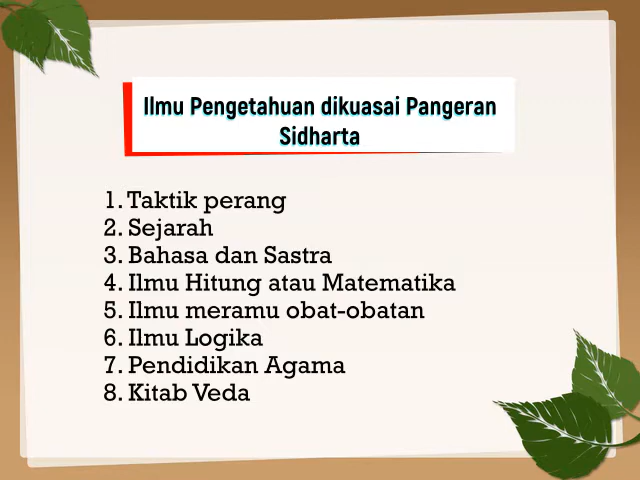 Ilmu Pengetahuan dikuasai Pangeran
Sidharta
1. Taktik perang
2. Sejarah
3. Bahasa dan Sastra
4. Ilmu Hitung atau Matematika
5. Ilmu meramu obat-obatan
6. Ilmu Logika
7. Pendidikan Agama
8. Kitab Veda